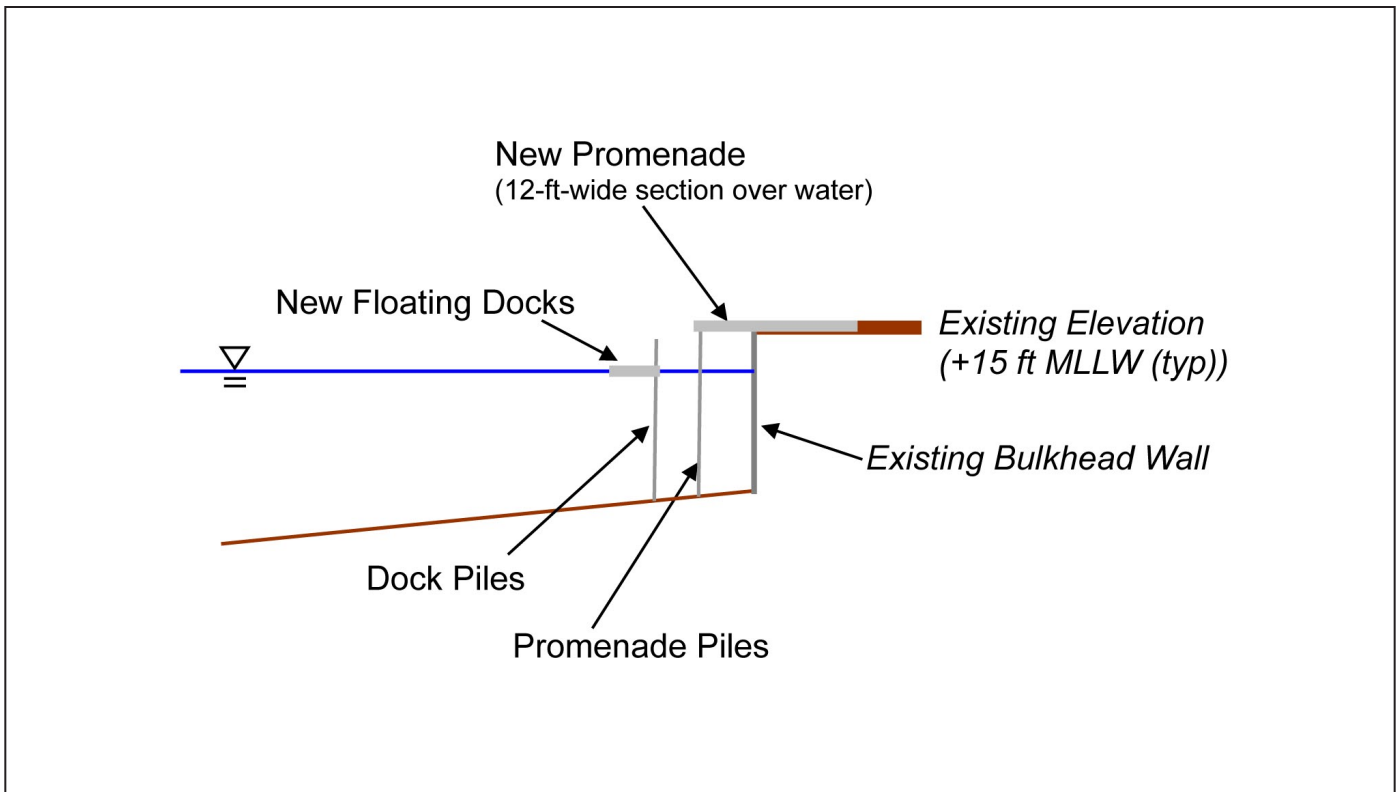 New Promenade
(12-ft-wide section over water)
New Floating Docks
Existing Elevation
(+15 ft MLLW (typ))
Existing Bulkhead Wall
Dock Piles
Promenade Piles